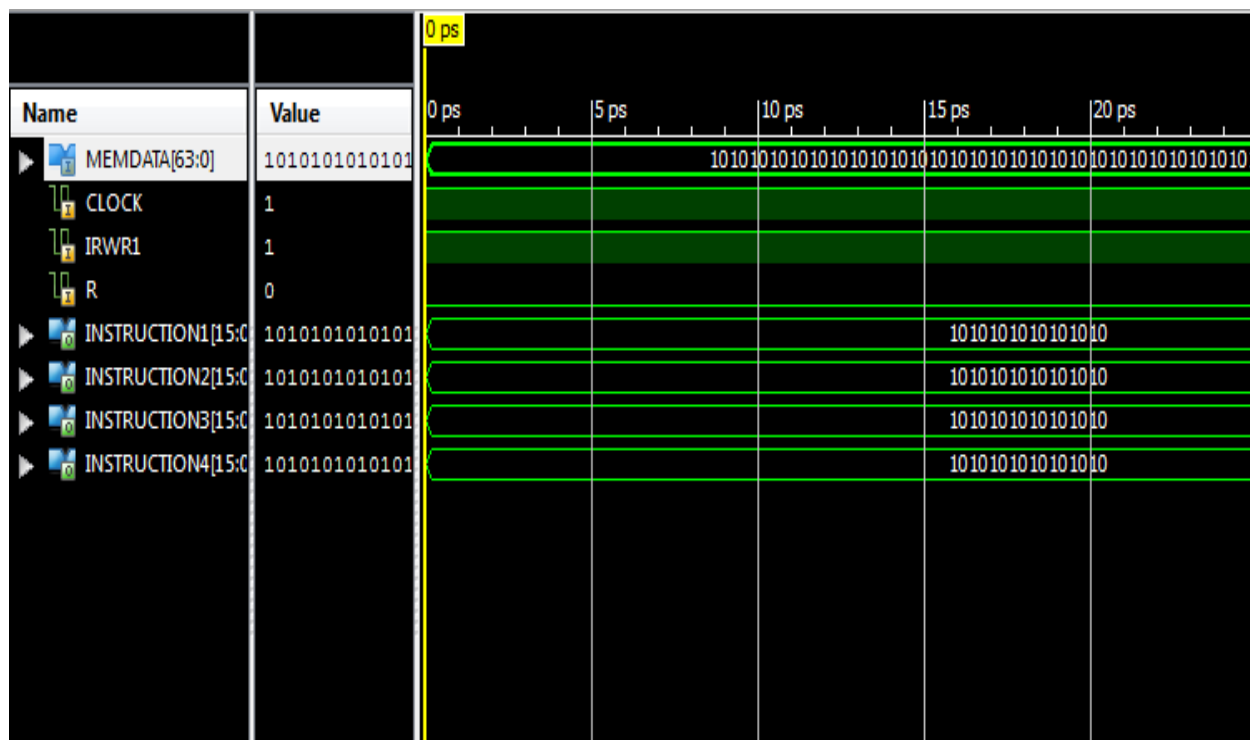 0 ps
Name Value 0 ps 5 ps 10 ps 15 ps 20 ps
MEMDATA[63:0] 1010101010101 101010101010101010101010101010101010101010101010101010
CLOCK 1
IRWR1 1
R 0
INSTRUCTION1[15:0 1010101010101 1010101010101010
INSTRUCTION2[15:0 1010101010101 1010101010101010
INSTRUCTION3[15:0 1010101010101 1010101010101010
INSTRUCTION4[15:0 1010101010101 1010101010101010